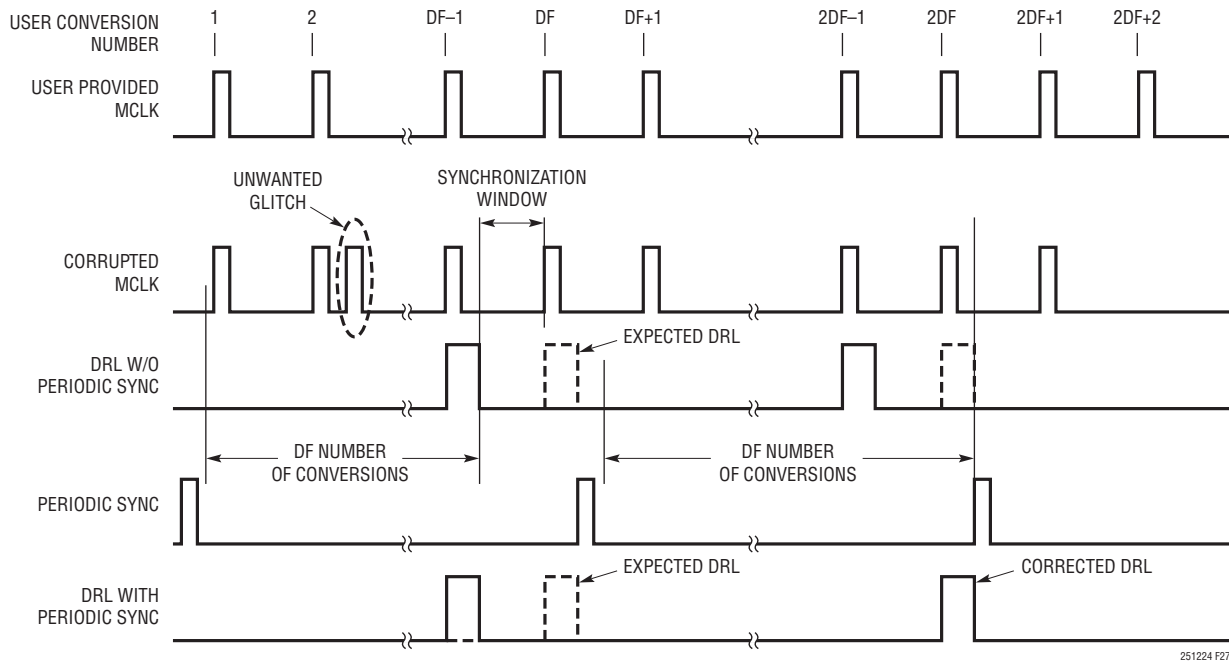 USER CONVERSION
NUMBER
1
2
DF–1
DF
DF+1
2DF–1
2DF
2DF+1
2DF+2
USER PROVIDED
MCLK
UNWANTED
GLITCH
SYNCHRONIZATION
WINDOW
CORRUPTED
MCLK
EXPECTED DRL
DRL W/O
PERIODIC SYNC
DF NUMBER
OF CONVERSIONS
DF NUMBER
OF CONVERSIONS
PERIODIC SYNC
EXPECTED DRL
CORRECTED DRL
DRL WITH
PERIODIC SYNC
251224 F27